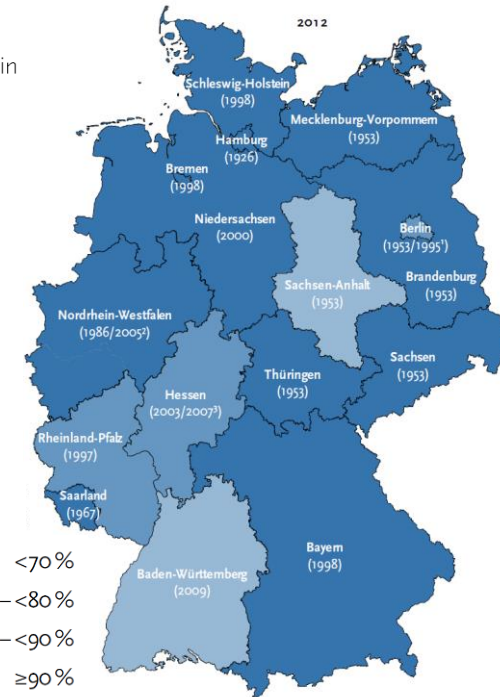 2012
in
Schleswig-Holstein
(1998)
Mecklenburg-Vorpommern
(1953)
Hamburg
(1926)
Bremen
(1998)
Niedersachsen
(2000)
Berlin
(1953/1995¹)
Brandenburg
(1953)
Sachsen-Anhalt
(1953)
Nordrhein-Westfalen
(1986/2005²)
Sachsen
(1953)
Thüringen
(1953)
Hessen
(2003/2007³)
Rheinland-Pfalz
(1997)
Saarland
(1967)
Bayern
(1998)
Baden-Württemberg
(2009)
<70 %
–<80 %
–<90 %
≥90 %